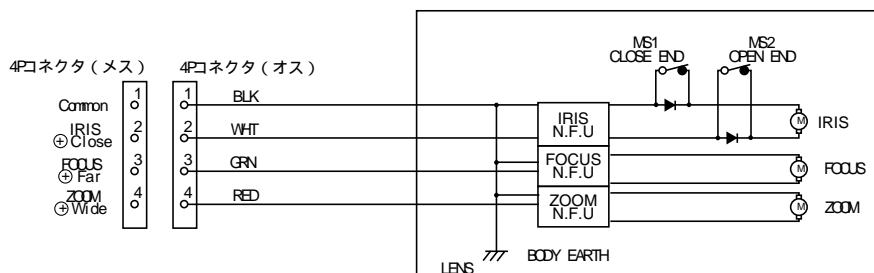 MS1
CLOSE END
MS2
OPEN END
4Pコネクタ（メス）
4Pコネクタ（オス）
Common
1
1
BLK
IRIS
⊕Close
2
2
WHT
IRIS
N.F.U
M
IRIS
FOCUS
⊕Far
3
3
GRN
FOCUS
N.F.U
M
FOCUS
ZOOM
⊕Wide
4
4
RED
ZOOM
N.F.U
M
ZOOM
LENS
BODY EARTH